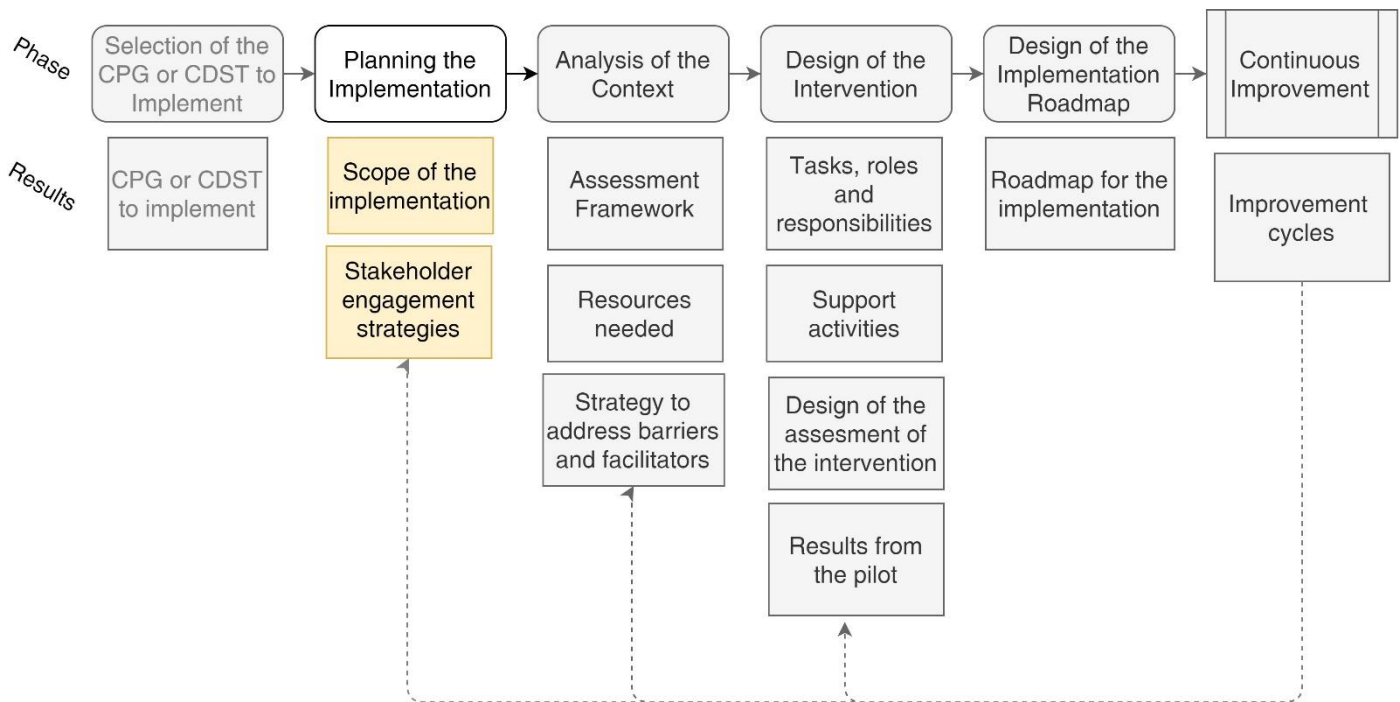 Phase
Selection of the
CPG or CDST to
Implement
Planning the
Implementation
Analysis of the
Context
Design of the
Intervention
Design of the
Implementation
Roadmap
Continuous
Improvement
Results
CPG or CDST
to implement
Scope of the
implementation
Stakeholder
engagement
strategies
Assessment
Framework
Resources
needed
Strategy to
address barriers
and facilitators
Tasks, roles
and
responsibilities
Support
activities
Design of the
assesment of
the intervention
Results from
the pilot
Roadmap for the
implementation
Improvement
cycles